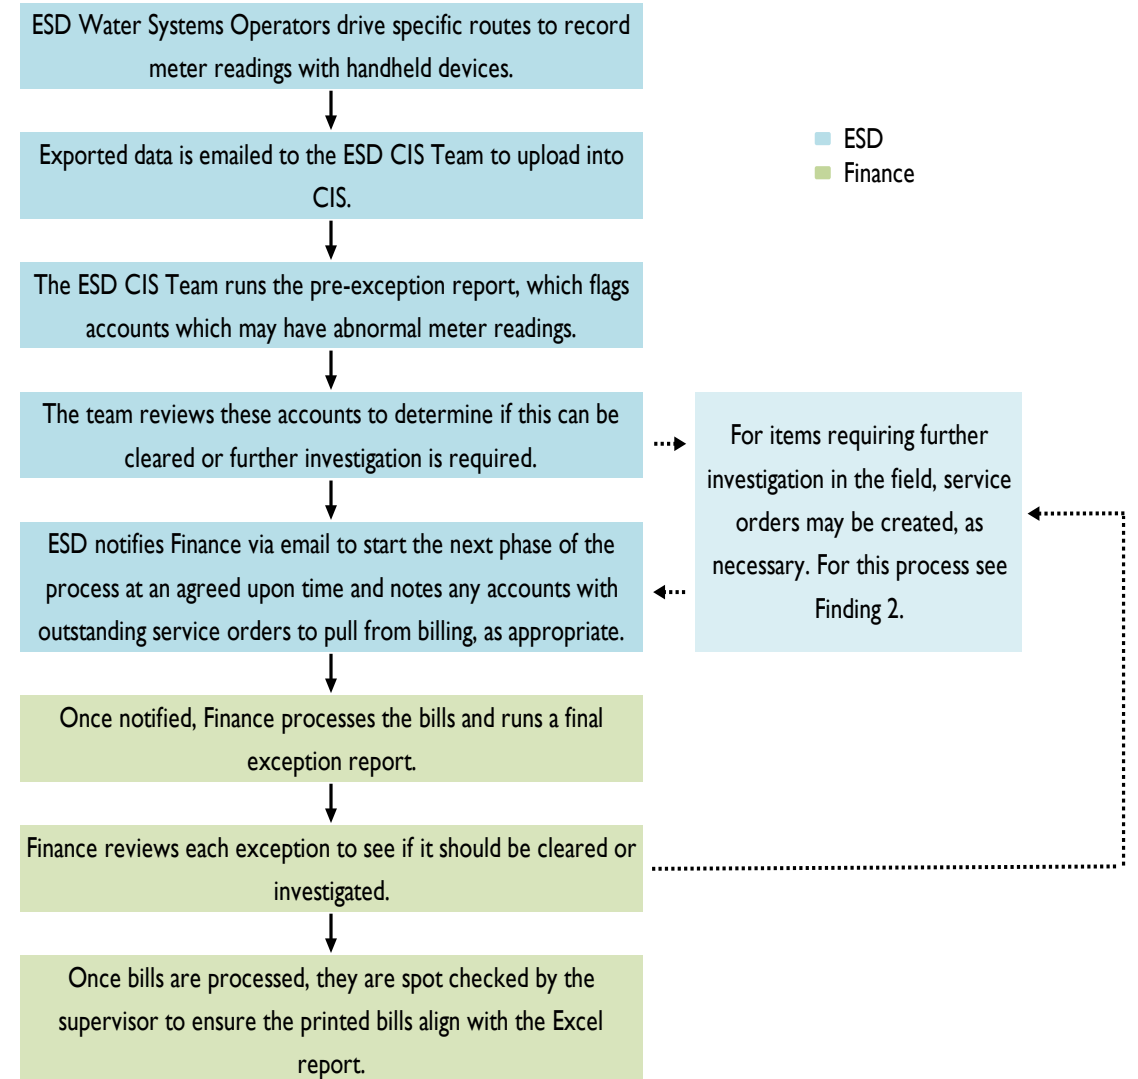 ESD Water Systems Operators drive specific routes to record
meter readings with handheld devices.
Exported data is emailed to the ESD CIS Team to upload into
CIS.
ESD
Finance
The ESD CIS Team runs the pre-exception report, which flags
accounts which may have abnormal meter readings.
The team reviews these accounts to determine if this can be
cleared or further investigation is required.
For items requiring further
investigation in the field, service
orders may be created, as
necessary. For this process see
Finding 2.
ESD notifies Finance via email to start the next phase of the
process at an agreed upon time and notes any accounts with
outstanding service orders to pull from billing, as appropriate.
Once notified, Finance processes the bills and runs a final
exception report.
Finance reviews each exception to see if it should be cleared or
investigated.
Once bills are processed, they are spot checked by the
supervisor to ensure the printed bills align with the Excel
report.